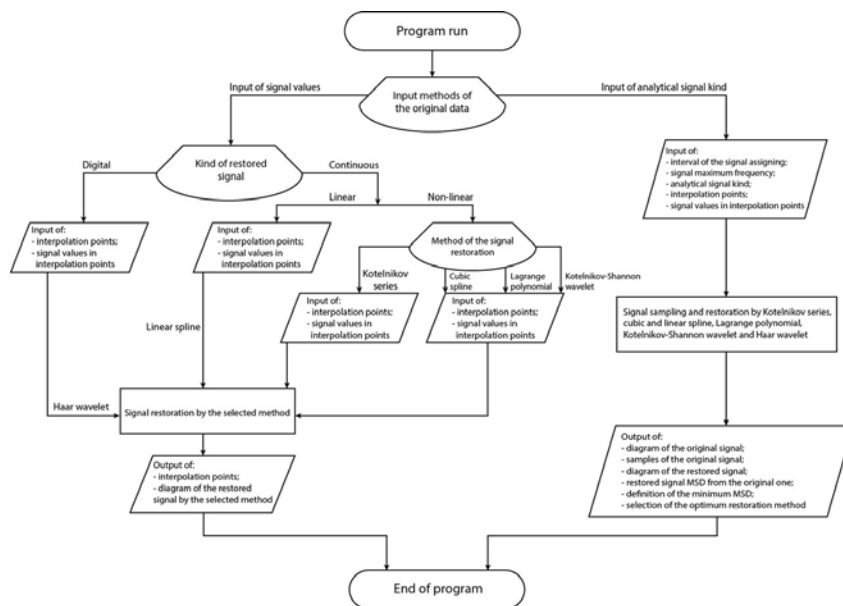 Program run
Input of signal values
Input methods of
the original data
Input of analytical signal kind
Digital
Kind of restored
signal
Continuous
Linear
Non-linear
Input of:
- interval of the signal assigning;
- signal maximum frequency;
- analytical signal kind;
- interpolation points;
- signal values in interpolation points
Input of:
- interpolation points;
- signal values in
interpolation points
Input of:
- interpolation points;
- signal values in
interpolation points
Method of the signal
restoration
Kotelnikov
series
Cubic
spline
Lagrange
polynomial
Kotelnikov-Shannon
wavelet
Input of:
- interpolation points;
- signal values in
interpolation points
Input of:
- interpolation points;
- signal values in
interpolation points
Linear spline
Signal sampling and restoration by Kotelnikov series,
cubic and linear spline, Lagrange polynomial,
Kotelnikov-Shannon wavelet and Haar wavelet
Haar wavelet
Signal restoration by the selected method
Output of:
- interpolation points;
- diagram of the restored
signal by the selected method
Output of:
- diagram of the original signal;
- samples of the original signal;
- diagram of the restored signal;
- restored signal MSD from the original one;
- definition of the minimum MSD;
- selection of the optimum restoration method
End of program